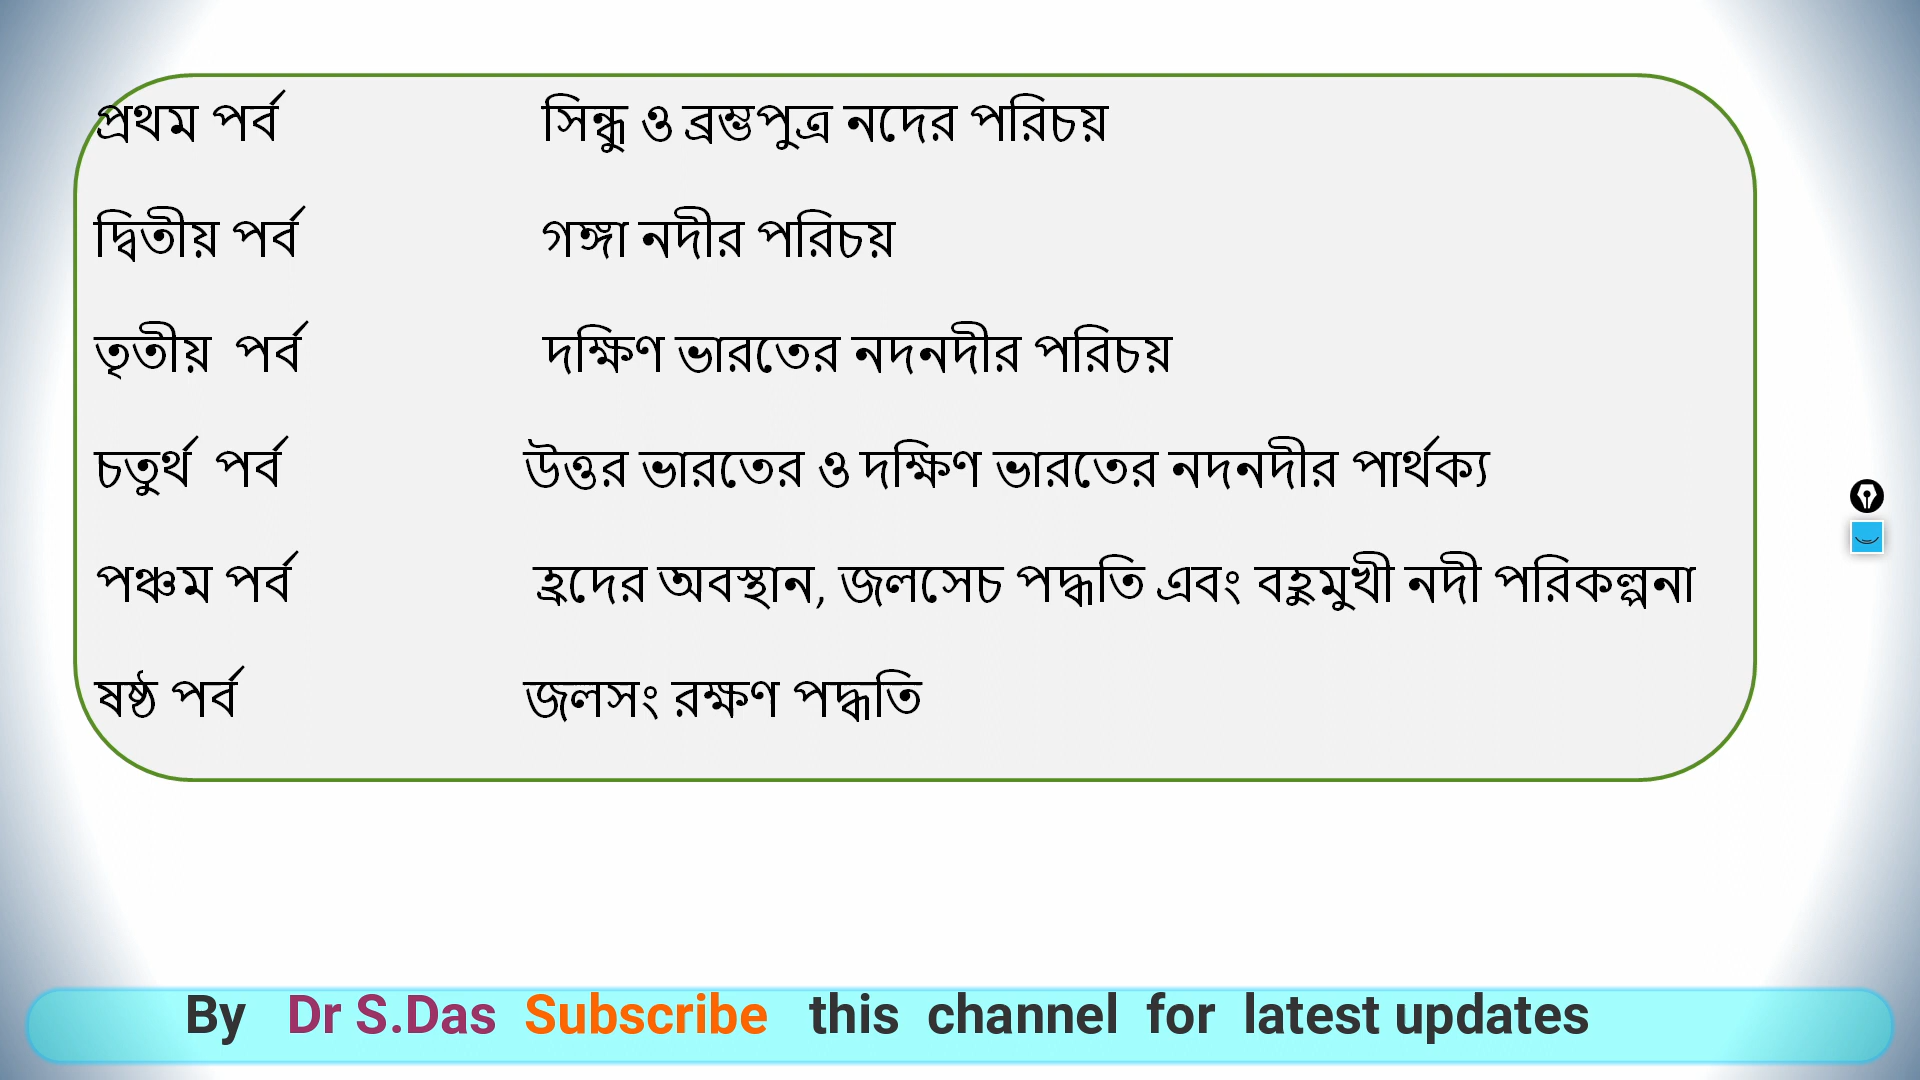 প্রথম পর্ব সিন্ধু ও ব্রম্ভপুত্র নদের পরিচয়
দ্বিতীয় পর্ব গঙ্গা নদীর পরিচয়
তৃতীয় পর্ব দক্ষিণ ভারতের নদনদীর পরিচয়
চতুর্থ পর্ব উত্তর ভারতের ও দক্ষিণ ভারতের নদনদীর পার্থক্য
পঞ্চম পর্ব হ্রদের অবস্থান, জলসেচ পদ্ধতি এবং বহুমুখী নদী পরিকল্পনা
ষষ্ঠ পর্ব জলসং রক্ষণ পদ্ধতি
By Dr S.Das Subscribe this channel for latest updates